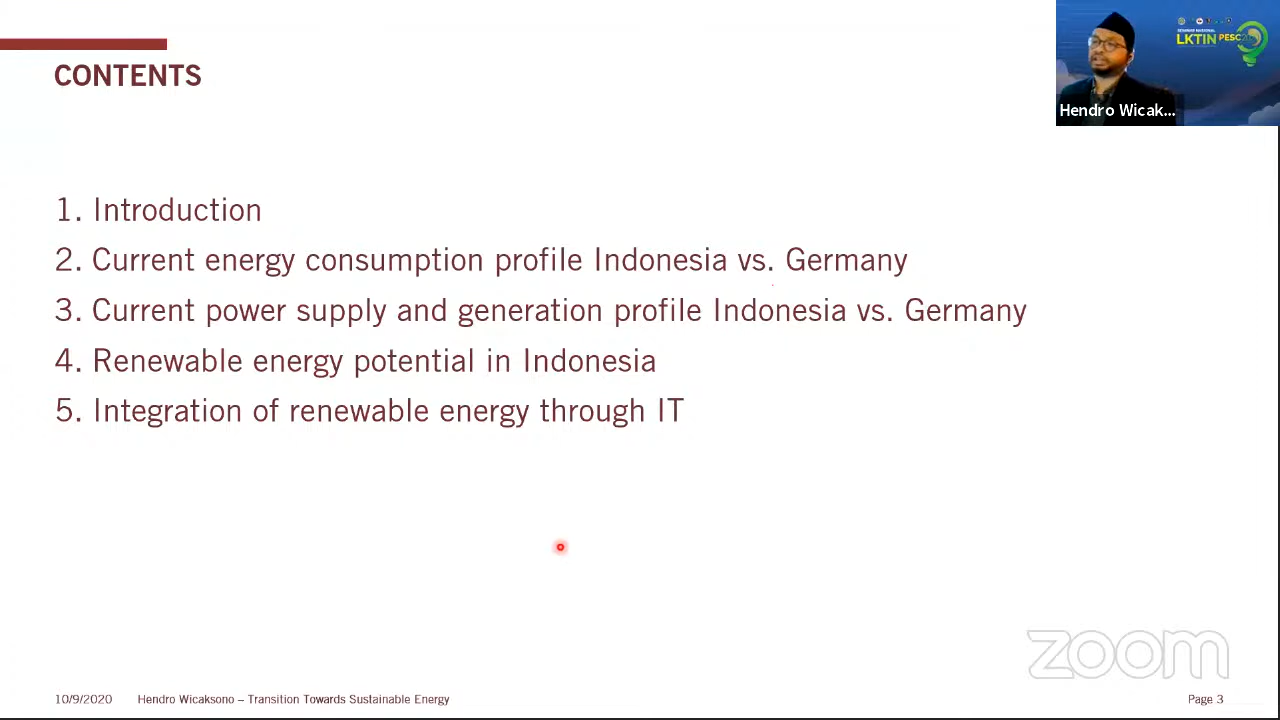 CONTENTS
LKTIN PESC
Hendro Wicak...
1. Introduction
2. Current energy consumption profile Indonesia vs. Germany
3. Current power supply and generation profile Indonesia vs. Germany
4. Renewable energy potential in Indonesia
5. Integration of renewable energy through IT
zoom
10/9/2020 Hendro Wicaksono – Transition Towards Sustainable Energy Page 3